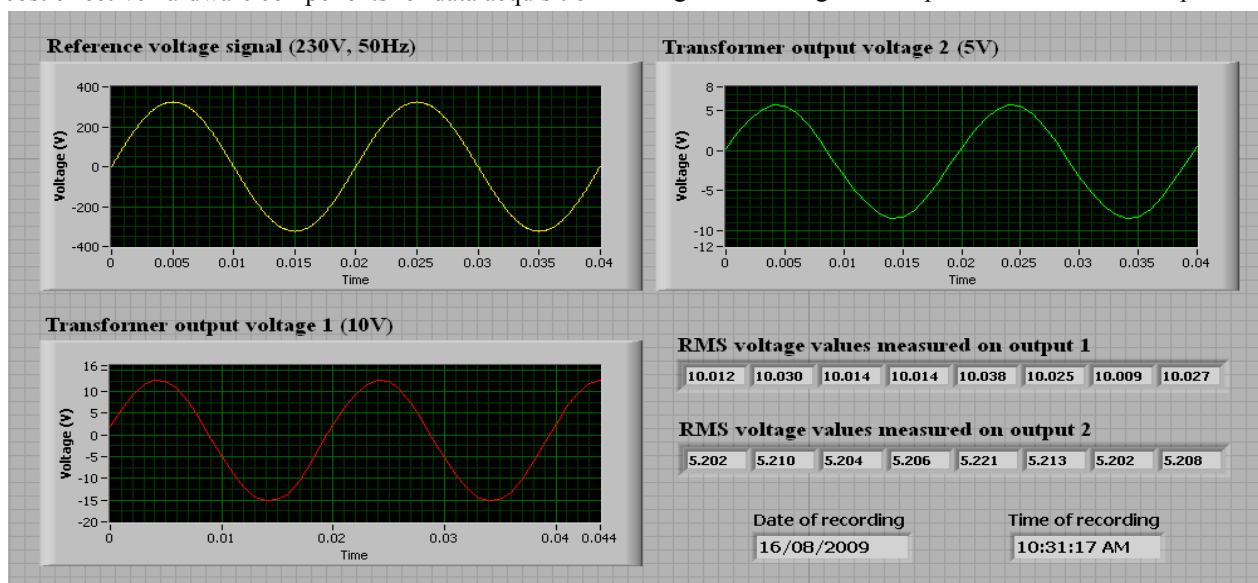 Reference voltage signal (230V, 50Hz)
Voltage (V)
400
200
0
-200
-400
0 0.005 0.01 0.015 0.02 0.025 0.03 0.035 0.04
Time
Transformer output voltage 2 (5V)
Voltage (V)
8
5
0
-5
-10
-12
0 0.005 0.01 0.015 0.02 0.025 0.03 0.035 0.04
Time
Transformer output voltage 1 (10V)
Voltage (V)
16
10
5
0
-5
-10
-15
-20
0 0.01 0.02 0.03 0.04 0.044
Time
RMS voltage values measured on output 1
10.012 10.030 10.014 10.014 10.038 10.025 10.009 10.027
RMS voltage values measured on output 2
5.202 5.210 5.204 5.206 5.221 5.213 5.202 5.208
Date of recording
16/08/2009
Time of recording
10:31:17 AM